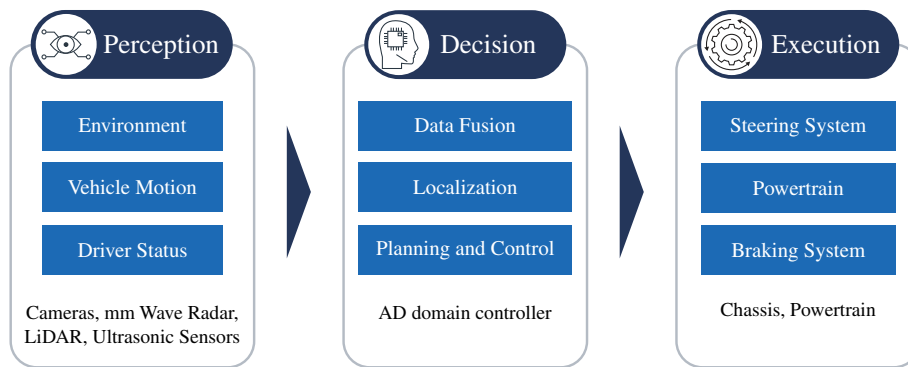 Perception
Environment
Vehicle Motion
Driver Status
Cameras, mm Wave Radar,
LiDAR, Ultrasonic Sensors
Decision
Data Fusion
Localization
Planning and Control
AD domain controller
Execution
Steering System
Powertrain
Braking System
Chassis, Powertrain